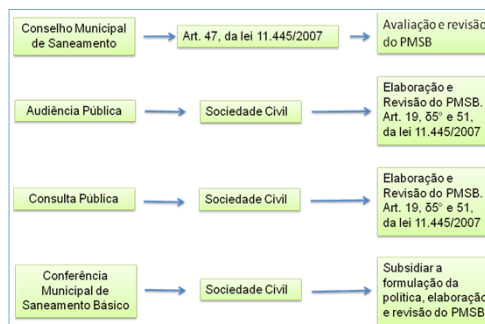 Conselho Municipal
de Saneamento
Art. 47, da lei 11.445/2007
Avaliação e revisão
do PMSB
Audiência Pública
Sociedade Civil
Elaboração e
Revisão do PMSB.
Art. 19, δ5° e 51,
da lei 11.445/2007
Consulta Pública
Sociedade Civil
Elaboração e
Revisão do PMSB.
Art. 19, δ5° e 51,
da lei 11.445/2007
Conferência
Municipal de
Saneamento Básico
Sociedade Civil
Subsidiar a
formulação da
política, elaboração
e revisão do PMSB